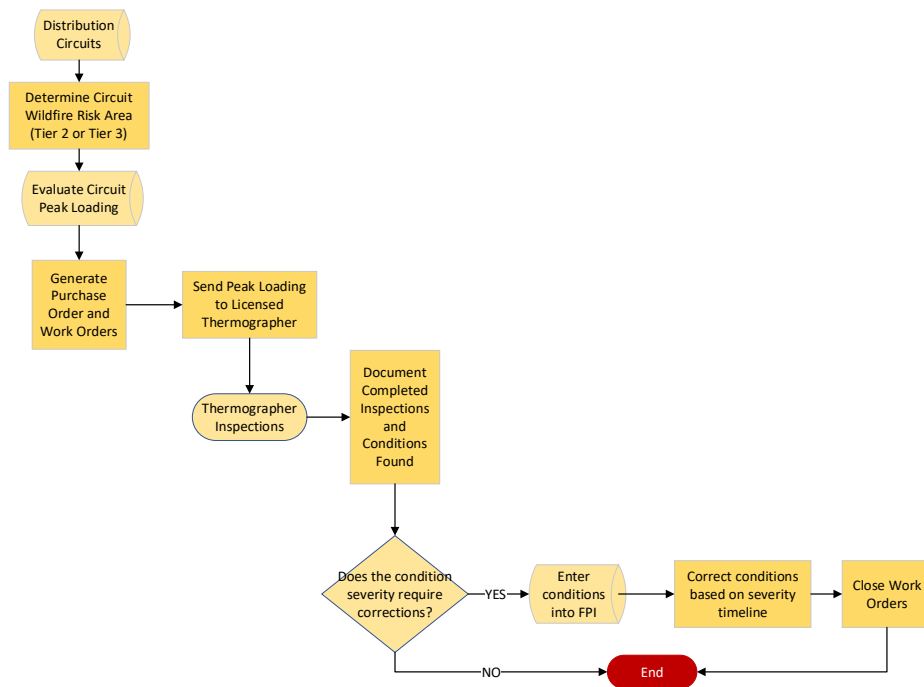 Distribution
Circuits
Determine Circuit
Wildfire Risk Area
(Tier 2 or Tier 3)
Evaluate Circuit
Peak Loading
Generate
Purchase
Order and
Work Orders
Send Peak Loading
to Licensed
Thermographer
Thermographer
Inspections
Document
Completed
Inspections
and
Conditions
Found
Does the condition
severity require
corrections?
YES
Enter
conditions
into FPI
Correct conditions
based on severity
timeline
Close Work
Orders
NO
End